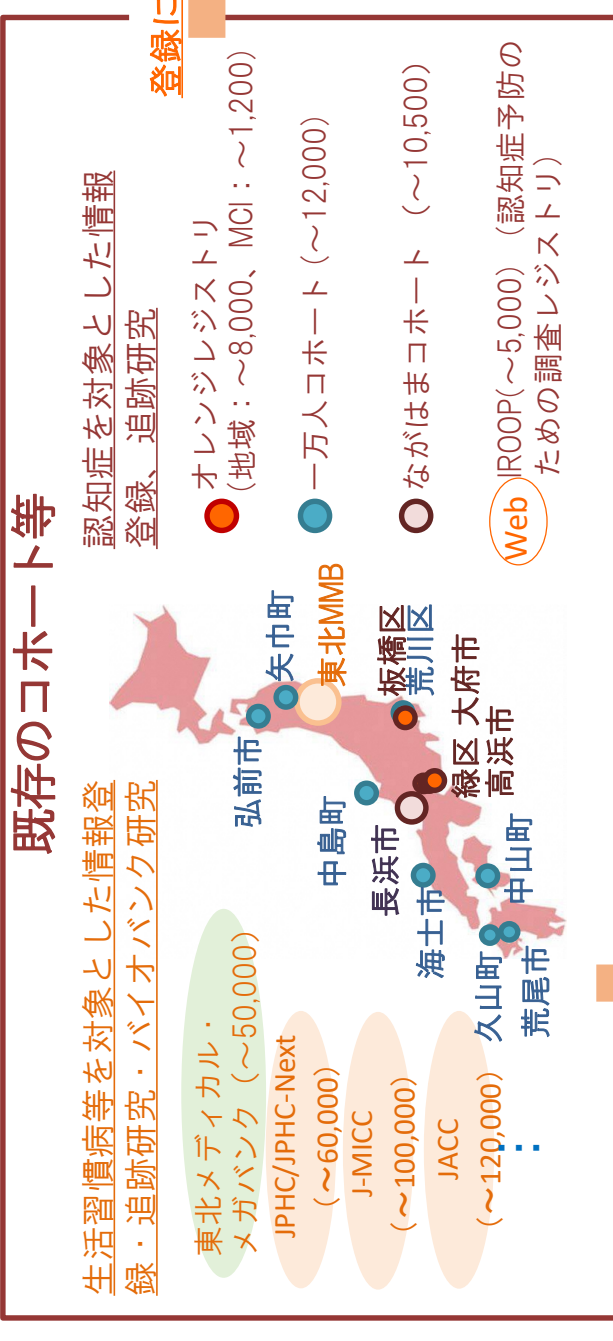 既存のコホート等
生活習慣病等を対象とした情報登
録・追跡研究・バイオバンク研究
東北メディカル・
メガバンク（～50,000）
JPHC/JPHC-Next
（～60,000）
J-MICC
（～100,000）
JACC
（～120,000）
…
弘前市
矢巾町
東北MMB
中島町
板橋区
荒川区
長浜市
緑区 大府市
高浜市
海士市
中山町
久山町
荒尾市
認知症を対象とした情報
登録、追跡研究
オレンジレジストリ
(地域：～8,000、MCI：～1,200)
一万人コホート(～12,000)
ながはまコホート（～10,500）
Web IROOP(～5,000)（認知症予防の
ための調査レジストリ）
登録に